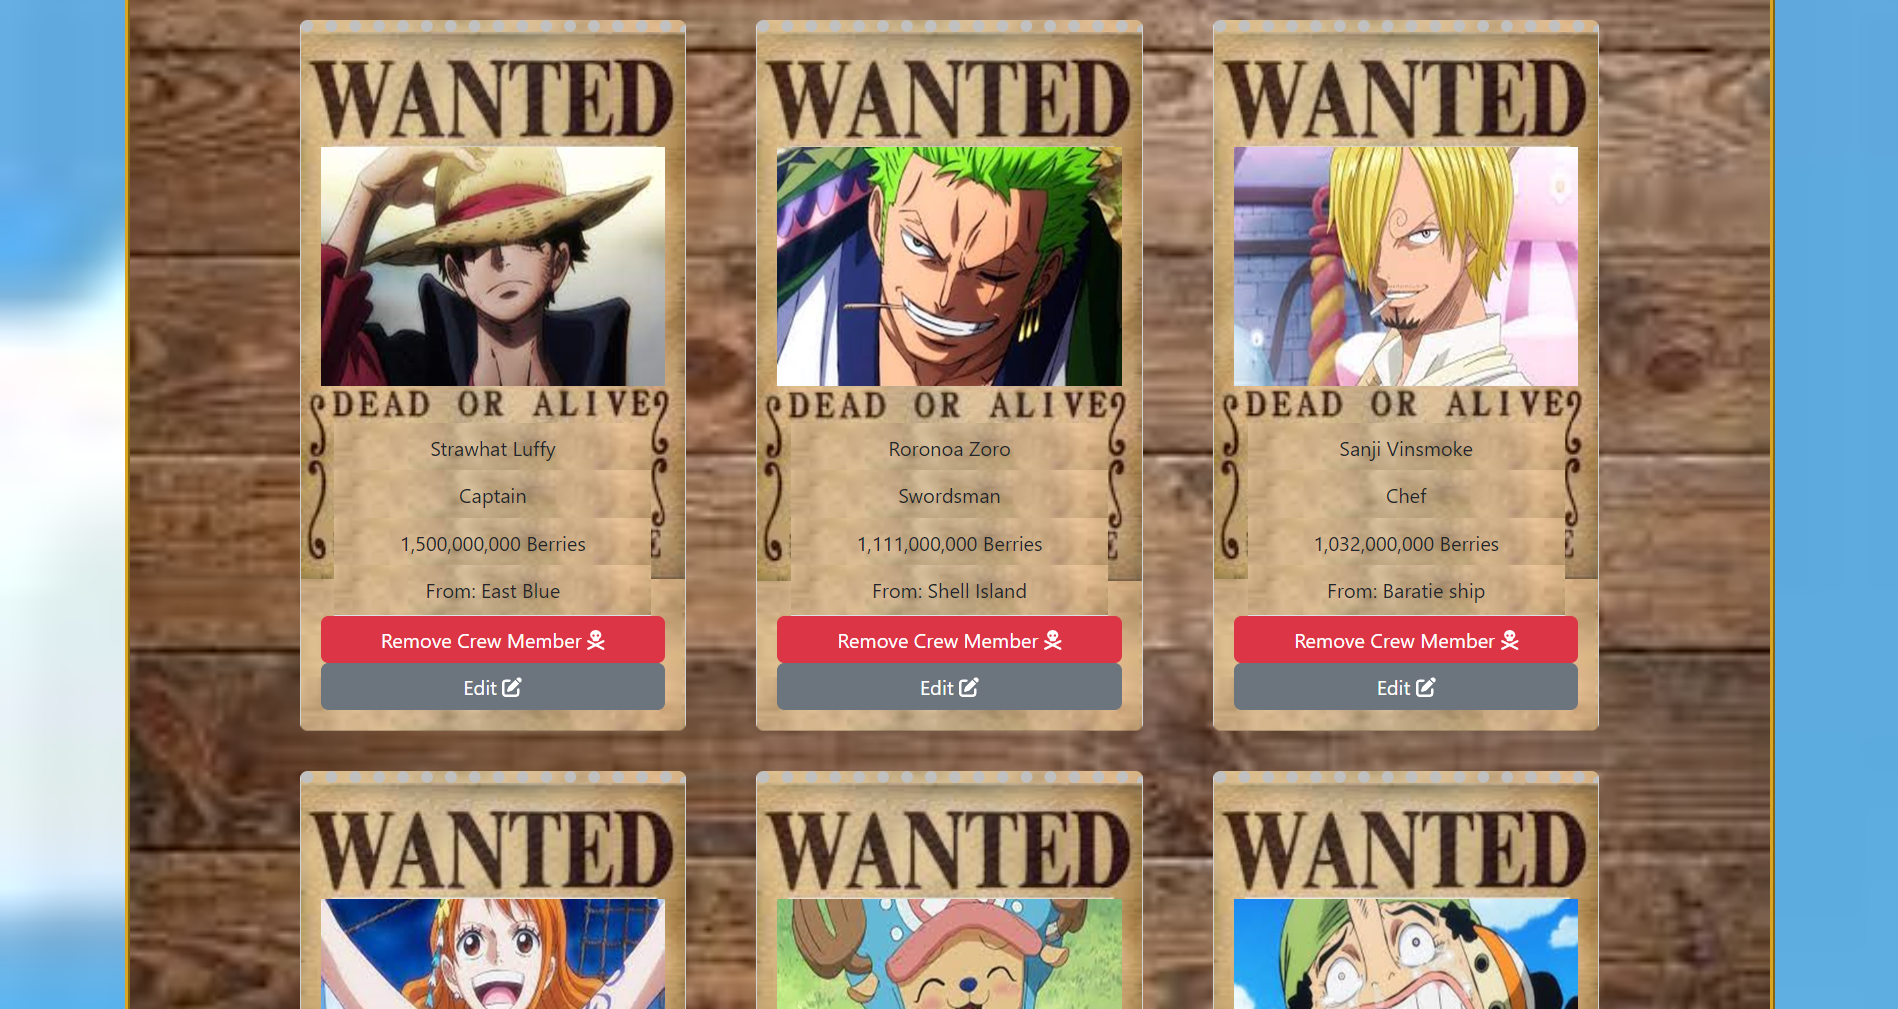 WANTED
DEAD OR ALIVE
Strawhat Luffy
Captain
1,500,000,000 Berries
From: East Blue
Remove Crew Member
Edit
WANTED
DEAD OR ALIVE
Roronoa Zoro
Swordsman
1,111,000,000 Berries
From: Shell Island
Remove Crew Member
Edit
WANTED
DEAD OR ALIVE
Sanji Vinsmoke
Chef
1,032,000,000 Berries
From: Baratie ship
Remove Crew Member
Edit
WANTED
WANTED
WANTED